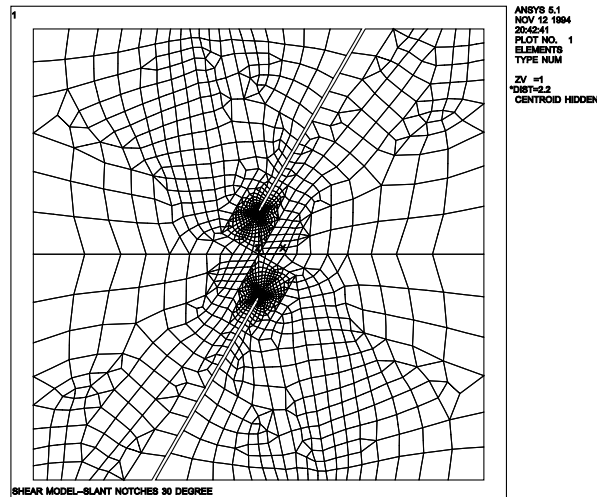 1
ANSYS 5.1
NOV 12 1994
20:42:41
PLOT NO. 1
ELEMENTS
TYPE NUM
ZV =1
*DIST=2.2
CENTROID HIDDEN
SHEAR MODEL-SLANT NOTCHES 30 DEGREE